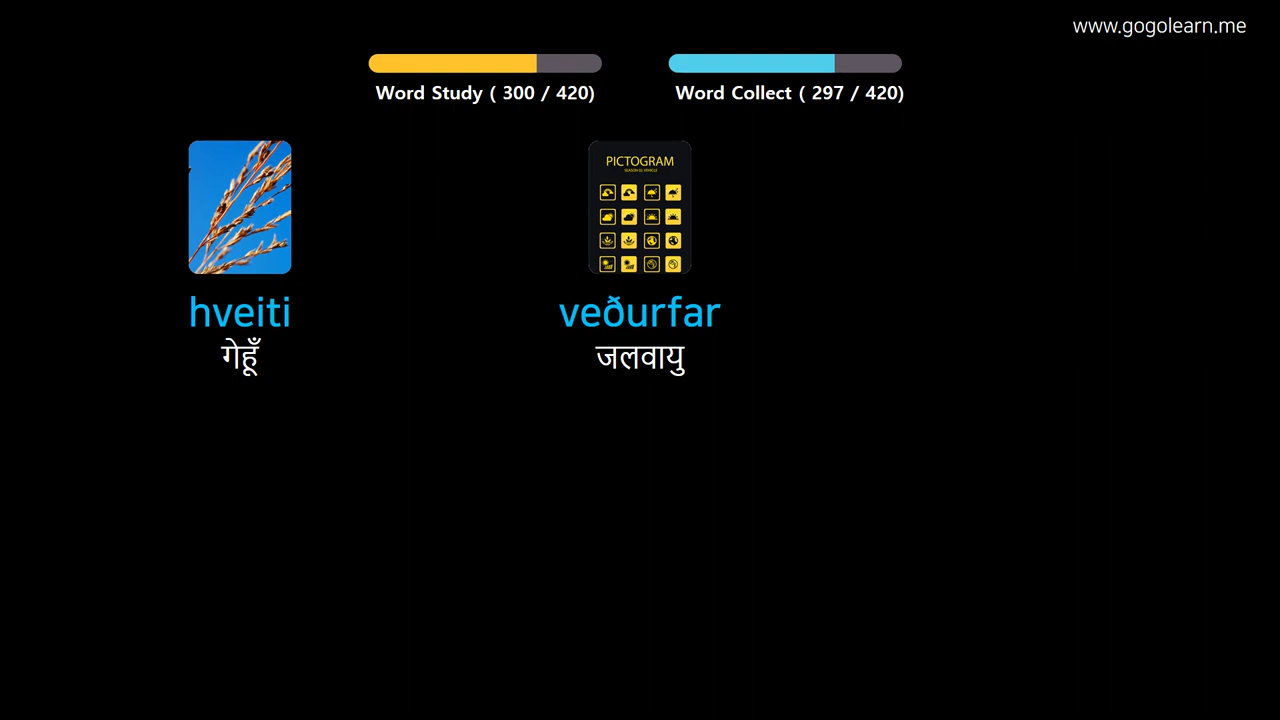 www.gogolearn.me
Word Study ( 300 / 420)
Word Collect ( 297 / 420)
PICTOGRAM
hveiti
veðurfar
गेहूँ
जलवायु